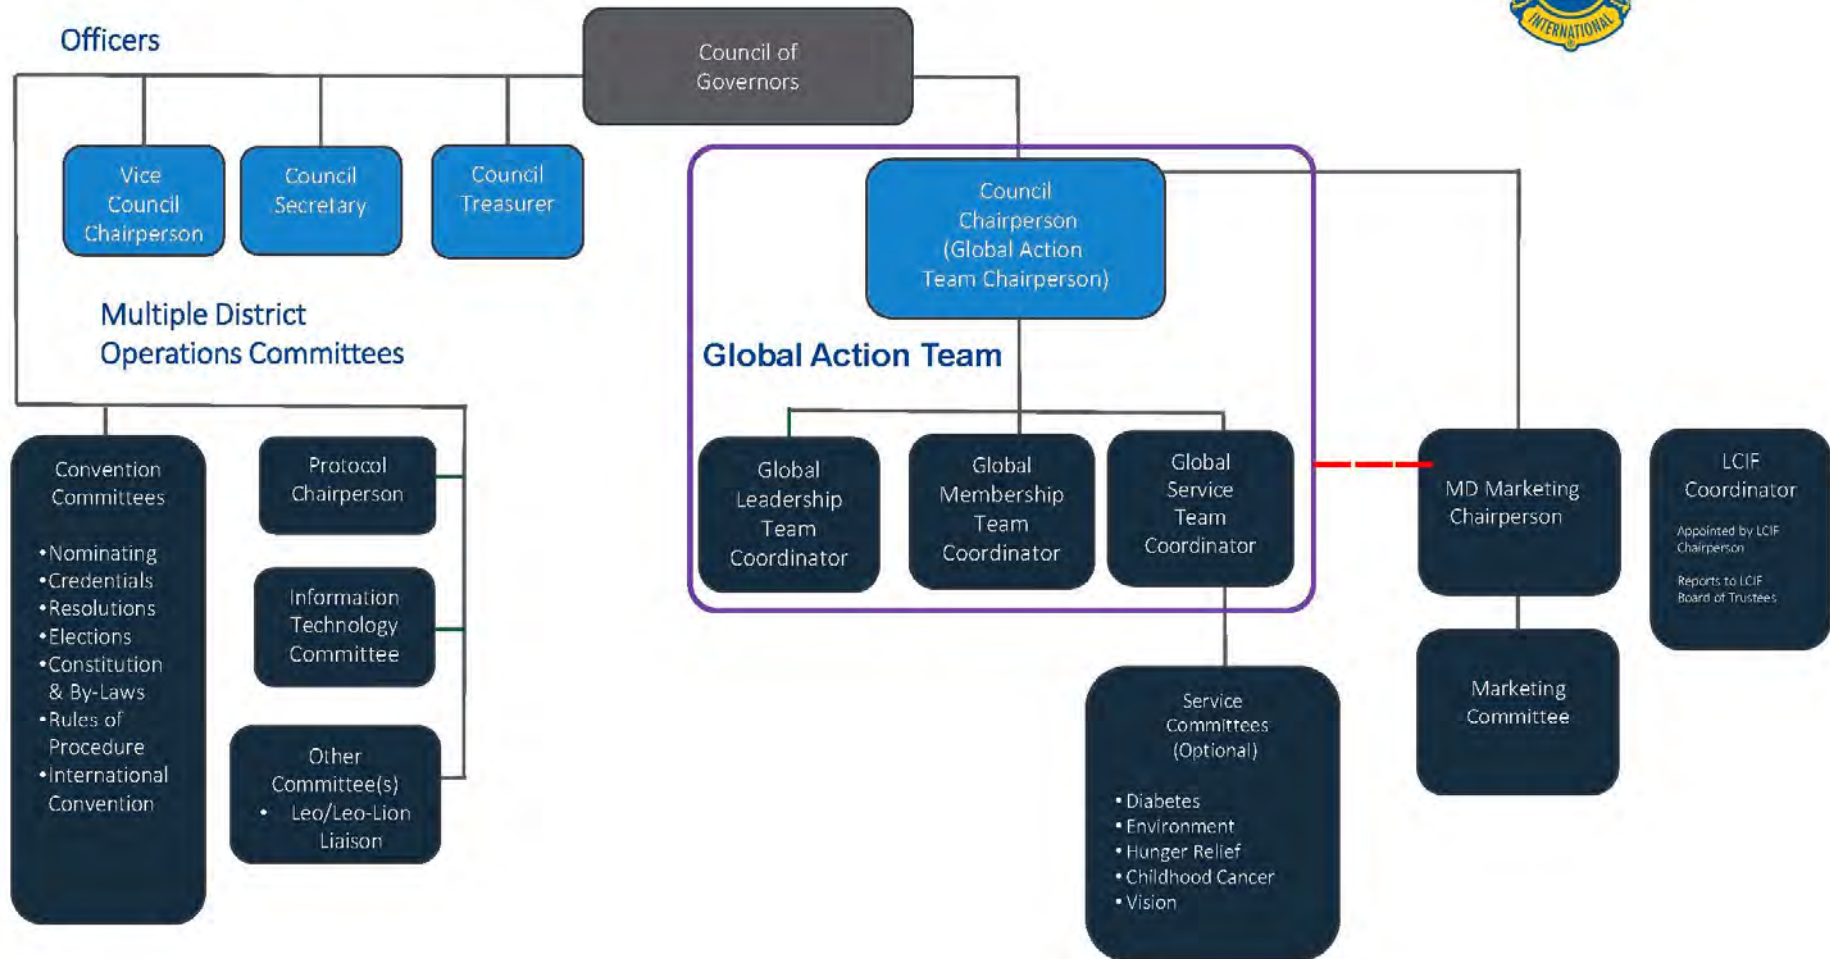 INTERNATIONAL
Officers
Council of
Governors
Vice
Council
Chairperson
Council
Secretary
Council
Treasurer
Council
Chairperson
(Global Action
Team Chairperson)
Multiple District
Operations Committees
Global Action Team
Convention
Committees
•Nominating
•Credentials
•Resolutions
•Elections
•Constitution
& By-Laws
•Rules of
Procedure
•International
Convention
Protocol
Chairperson
Information
Technology
Committee
Other
Committee(s)
• Leo/Leo-Lion
Liaison
Global
Leadership
Team
Coordinator
Global
Membership
Team
Coordinator
Global
Service
Team
Coordinator
Service
Committees
(Optional)
• Diabetes
• Environment
• Hunger Relief
• Childhood Cancer
• Vision
MD Marketing
Chairperson
Marketing
Committee
LCIF
Coordinator
Appointed by LCIF
Chairperson
Reports to LCIF
Board of Trustees